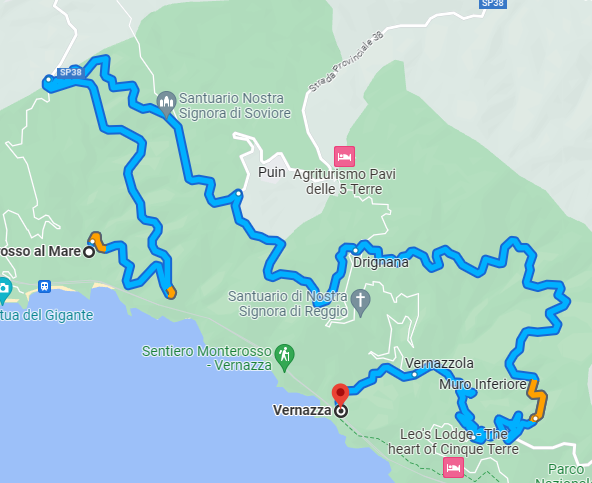 SP38
SP38
Strada Provinciale 38
Santuario Nostra
Signora di Soviore
Puin
Agriturismo Pavi
delle 5 Terre
rosso al Mare
Drignana
tua del Gigante
Santuario di Nostra
Signora di Reggio
Sentiero Monterosso
- Vernazza
Vernazzola
Muro Inferiore
Vernazza
Leo's Lodge - The
heart of Cinque Terre
Parco
Nazional